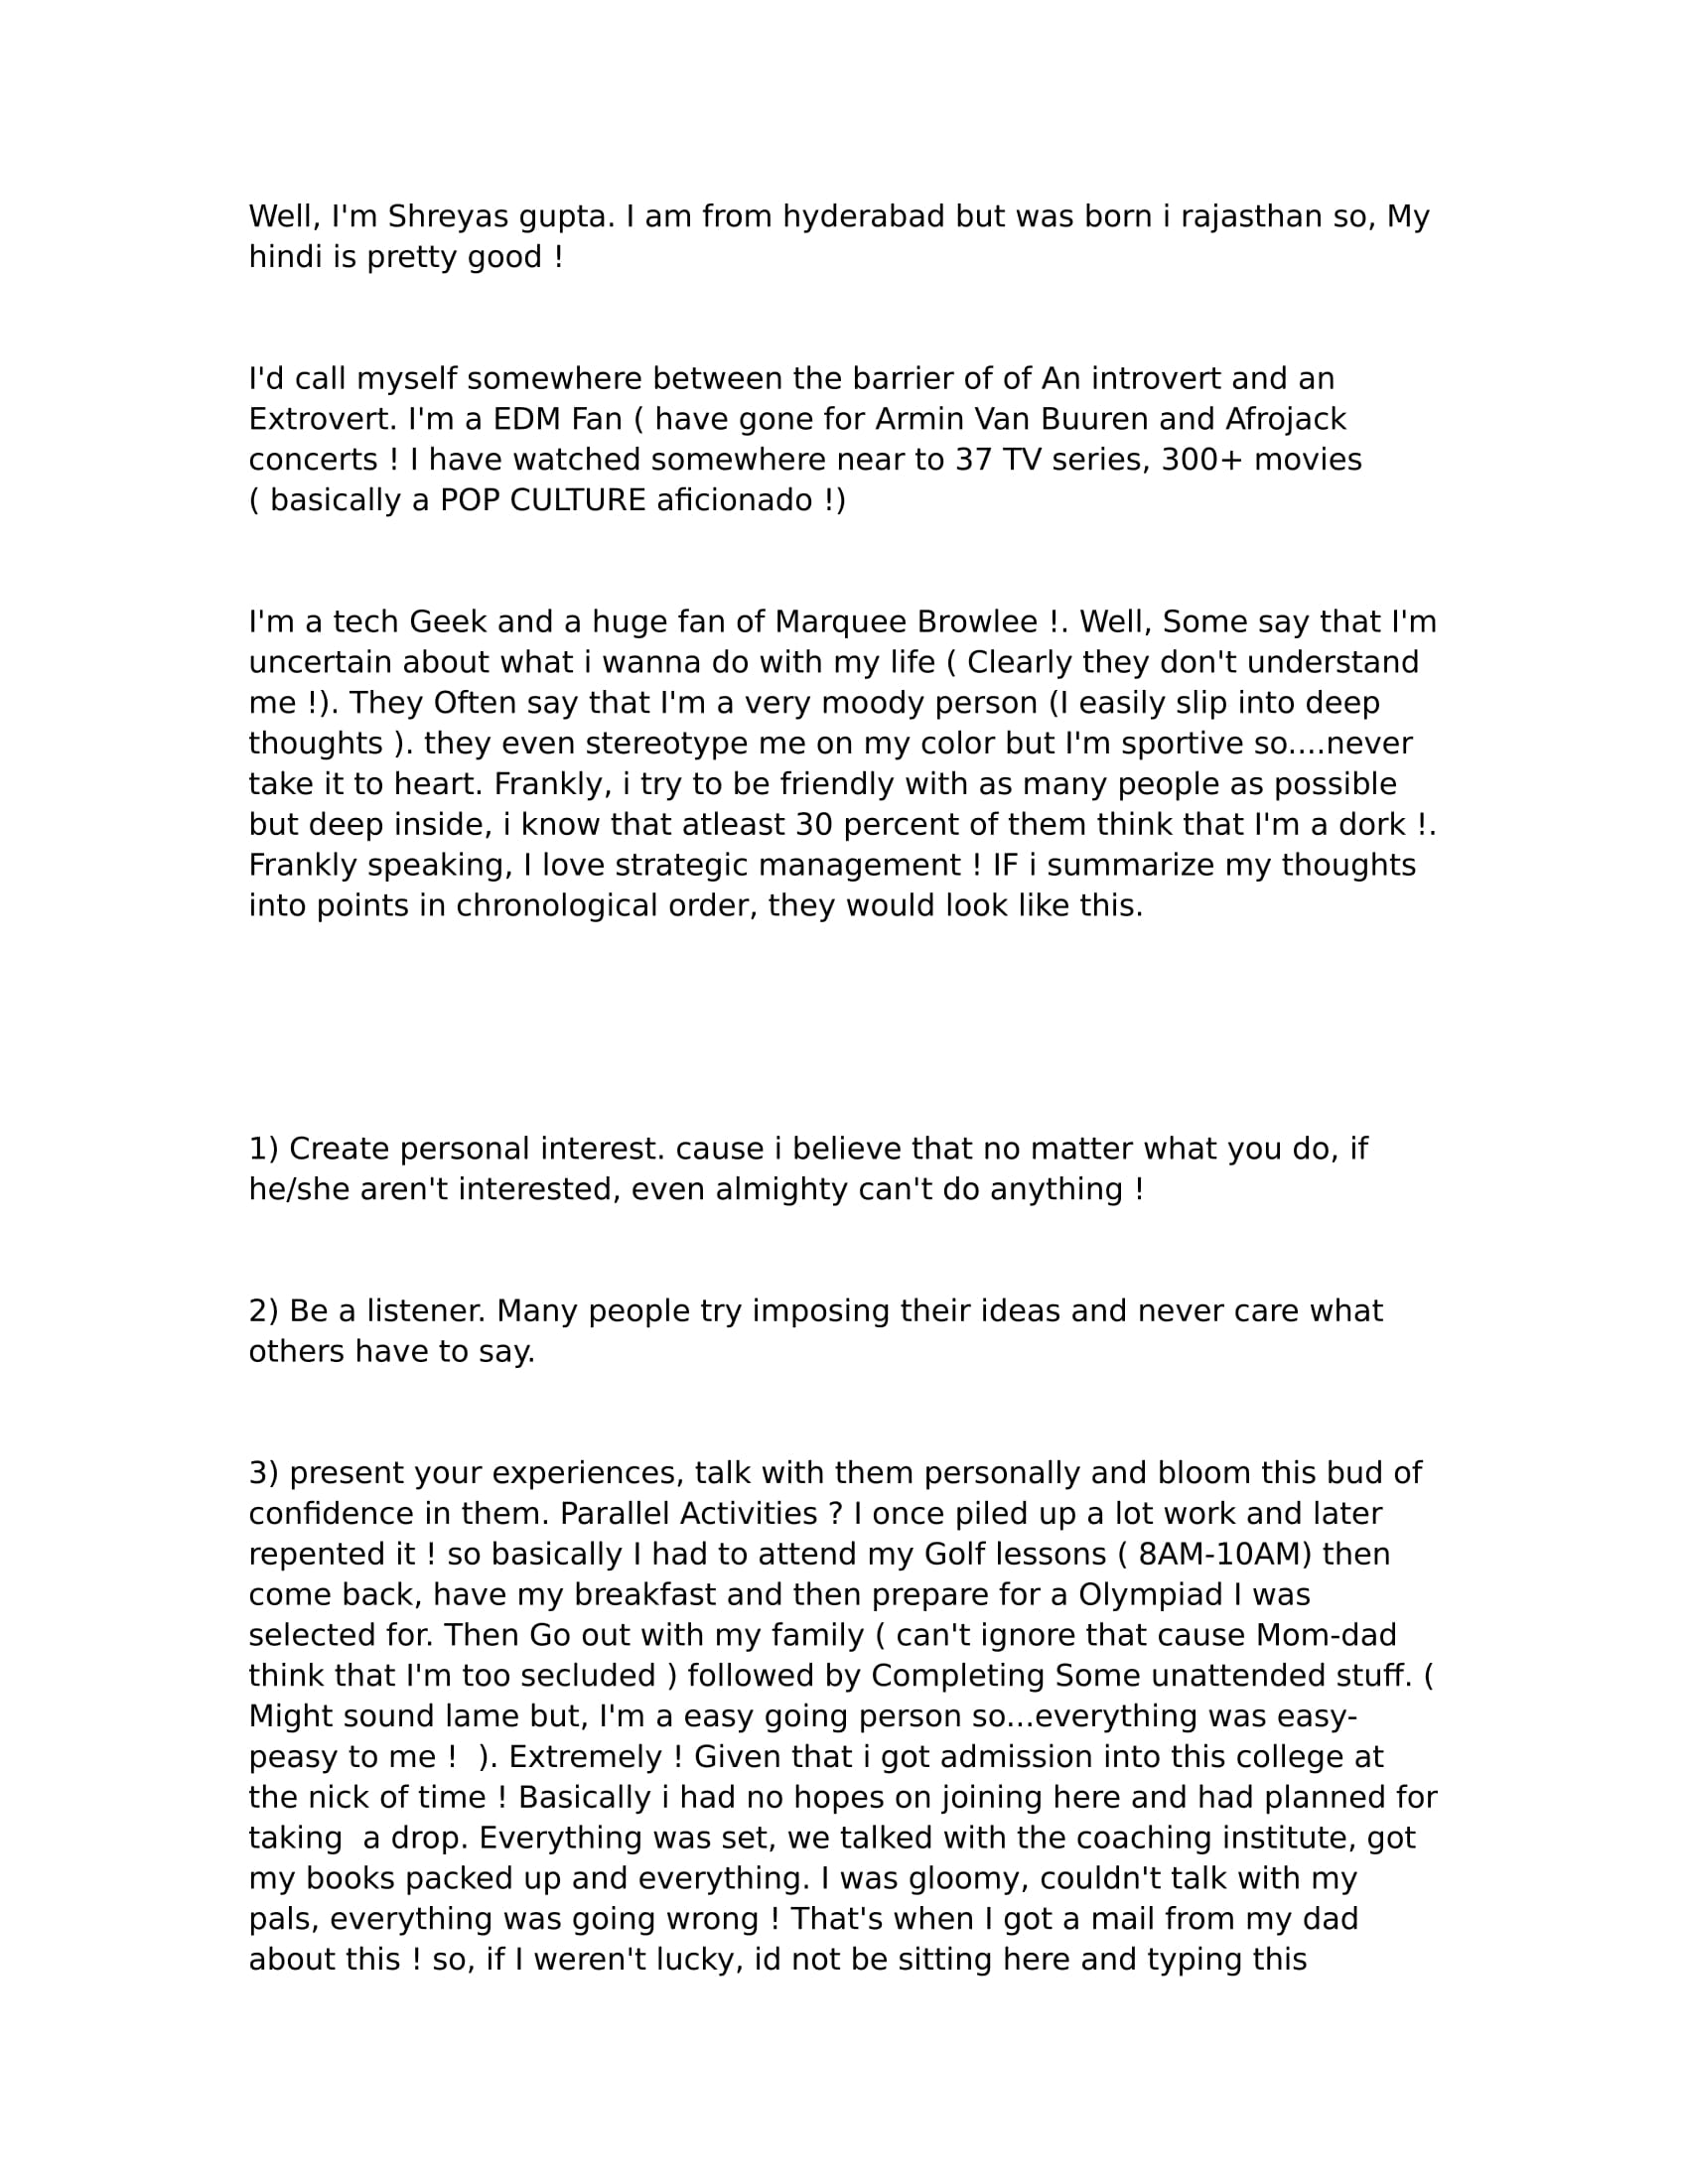 Well, I'm Shreyas gupta. I am from hyderabad but was born i rajasthan so, My
hindi is pretty good !
I'd call myself somewhere between the barrier of of An introvert and an
Extrovert. I'm a EDM Fan ( have gone for Armin Van Buuren and Afrojack
concerts ! I have watched somewhere near to 37 TV series, 300+ movies
( basically a POP CULTURE aficionado !)
I'm a tech Geek and a huge fan of Marquee Browlee !. Well, Some say that I'm
uncertain about what i wanna do with my life ( Clearly they don't understand
me !). They Often say that I'm a very moody person (I easily slip into deep
thoughts ). they even stereotype me on my color but I'm sportive so....never
take it to heart. Frankly, i try to be friendly with as many people as possible
but deep inside, i know that atleast 30 percent of them think that I'm a dork !.
Frankly speaking, I love strategic management ! IF i summarize my thoughts
into points in chronological order, they would look like this.
1) Create personal interest. cause i believe that no matter what you do, if
he/she aren't interested, even almighty can't do anything !
2) Be a listener. Many people try imposing their ideas and never care what
others have to say.
3) present your experiences, talk with them personally and bloom this bud of
confidence in them. Parallel Activities ? I once piled up a lot work and later
repented it ! so basically I had to attend my Golf lessons ( 8AM-10AM) then
come back, have my breakfast and then prepare for a Olympiad I was
selected for. Then Go out with my family ( can't ignore that cause Mom-dad
think that I'm too secluded ) followed by Completing Some unattended stuff. (
Might sound lame but, I'm a easy going person so...everything was easy-
peasy to me !  ). Extremely ! Given that i got admission into this college at
the nick of time ! Basically i had no hopes on joining here and had planned for
taking  a drop. Everything was set, we talked with the coaching institute, got
my books packed up and everything. I was gloomy, couldn't talk with my
pals, everything was going wrong ! That's when I got a mail from my dad
about this ! so, if I weren't lucky, id not be sitting here and typing this